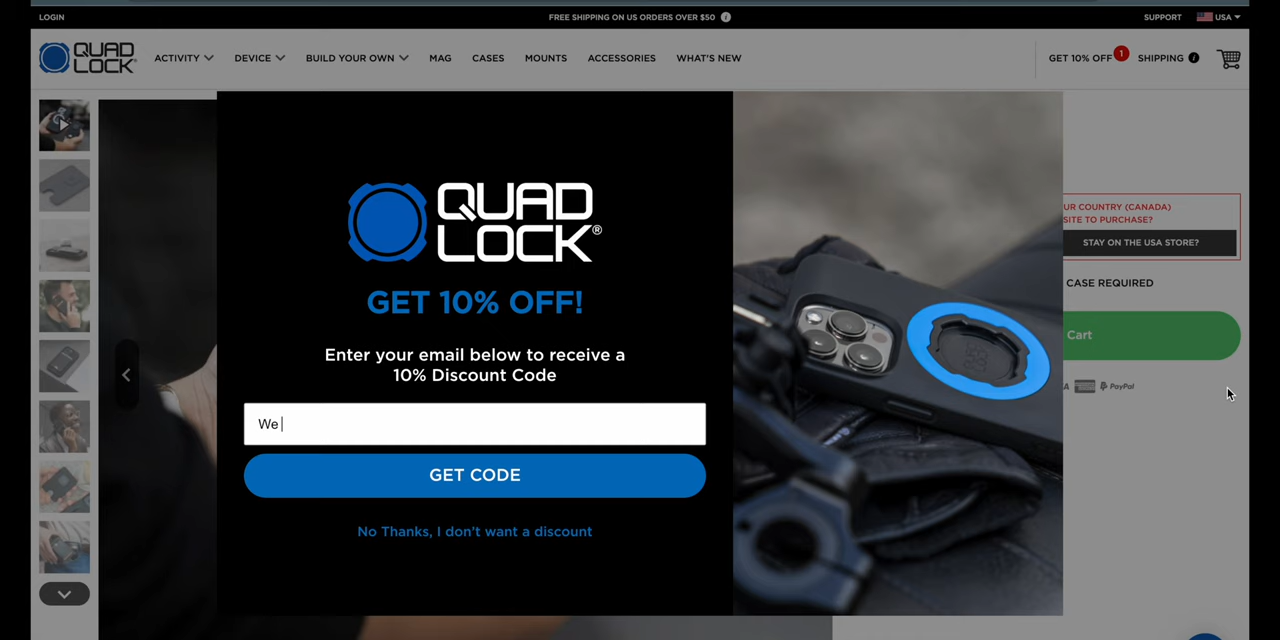 LOGIN
FREE SHIPPING ON US ORDERS OVER $50 i
SUPPORT
USA
QUAD LOCK
ACTIVITY
DEVICE
BUILD YOUR OWN
MAG
CASES
MOUNTS
ACCESSORIES
WHAT'S NEW
GET 10% OFF 1
SHIPPING i
QUAD
LOCK®
GET 10% OFF!
Enter your email below to receive a
10% Discount Code
We
GET CODE
No Thanks, I don't want a discount
UR COUNTRY (CANADA)
SITE TO PURCHASE?
STAY ON THE USA STORE?
CASE REQUIRED
Cart
PayPal